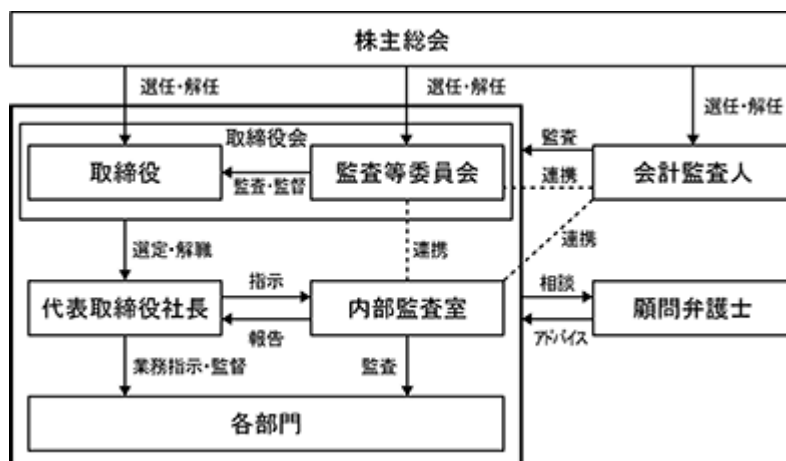 株主総会
選任・解任
選任・解任
選任・解任
取締役会
監査
取締役
監査・監督
監査等委員会
連携
会計監査人
選定・解職
連携
連携
代表取締役社長
指示
報告
内部監査室
相談
アドバイス
顧問弁護士
業務指示・監督
監査
各部門